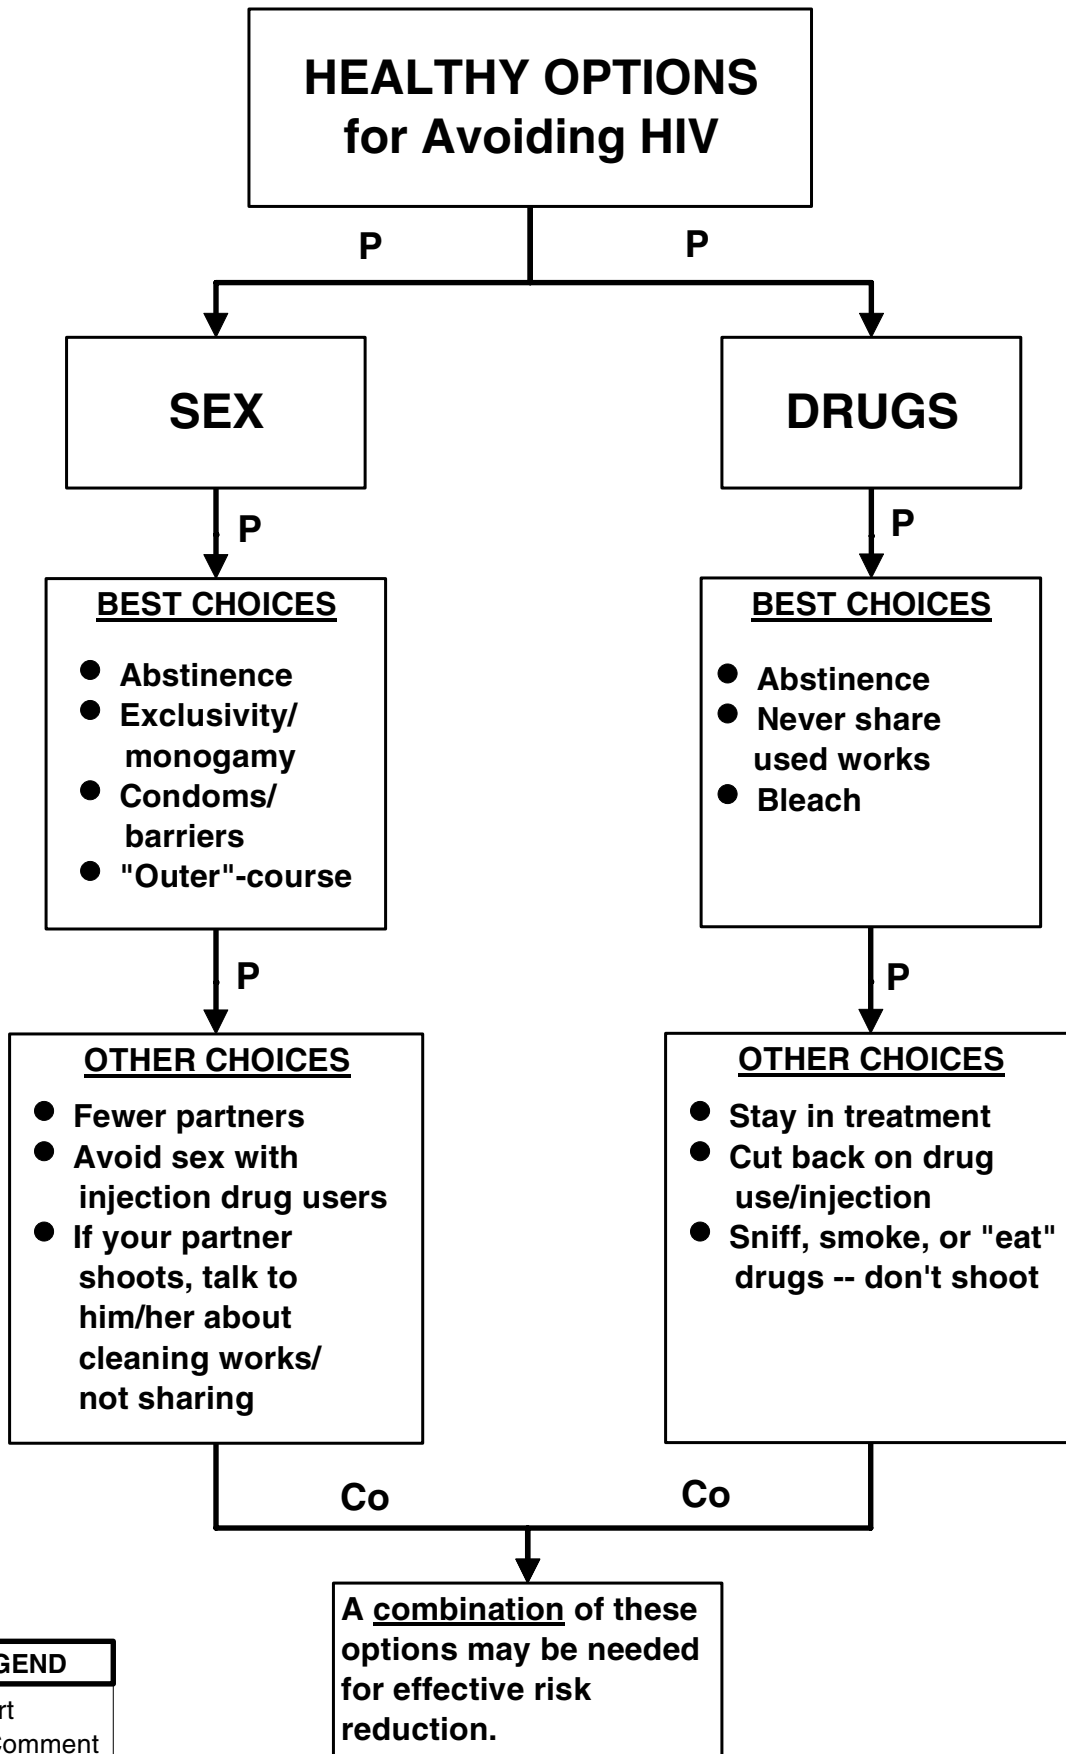 HEALTHY OPTIONS
for Avoiding HIV
P
P
SEX
DRUGS
P
P
BEST CHOICES
● Abstinence
● Exclusivity/
monogamy
● Condoms/
barriers
● "Outer"-course
BEST CHOICES
● Abstinence
● Never share
used works
● Bleach
P
P
OTHER CHOICES
● Fewer partners
● Avoid sex with
injection drug users
● If your partner
shoots, talk to
him/her about
cleaning works/
not sharing
OTHER CHOICES
● Stay in treatment
● Cut back on drug
use/injection
● Sniff, smoke, or "eat"
drugs -- don't shoot
Co
Co
A combination of these
options may be needed
for effective risk
reduction.